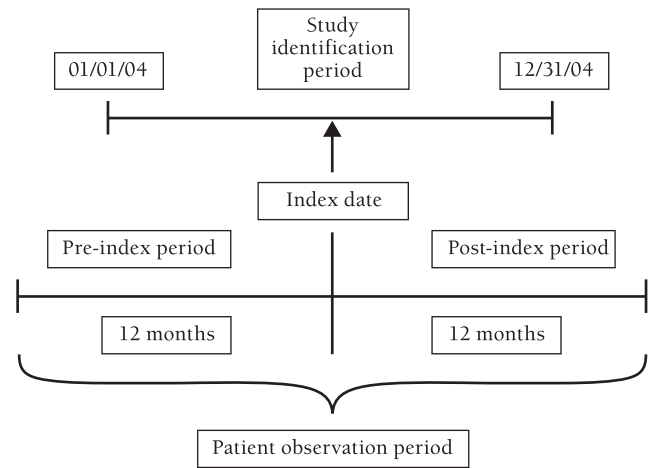 Study
identification
period
01/01/04
12/31/04
Index date
Pre-index period
Post-index period
12 months
12 months
Patient observation period